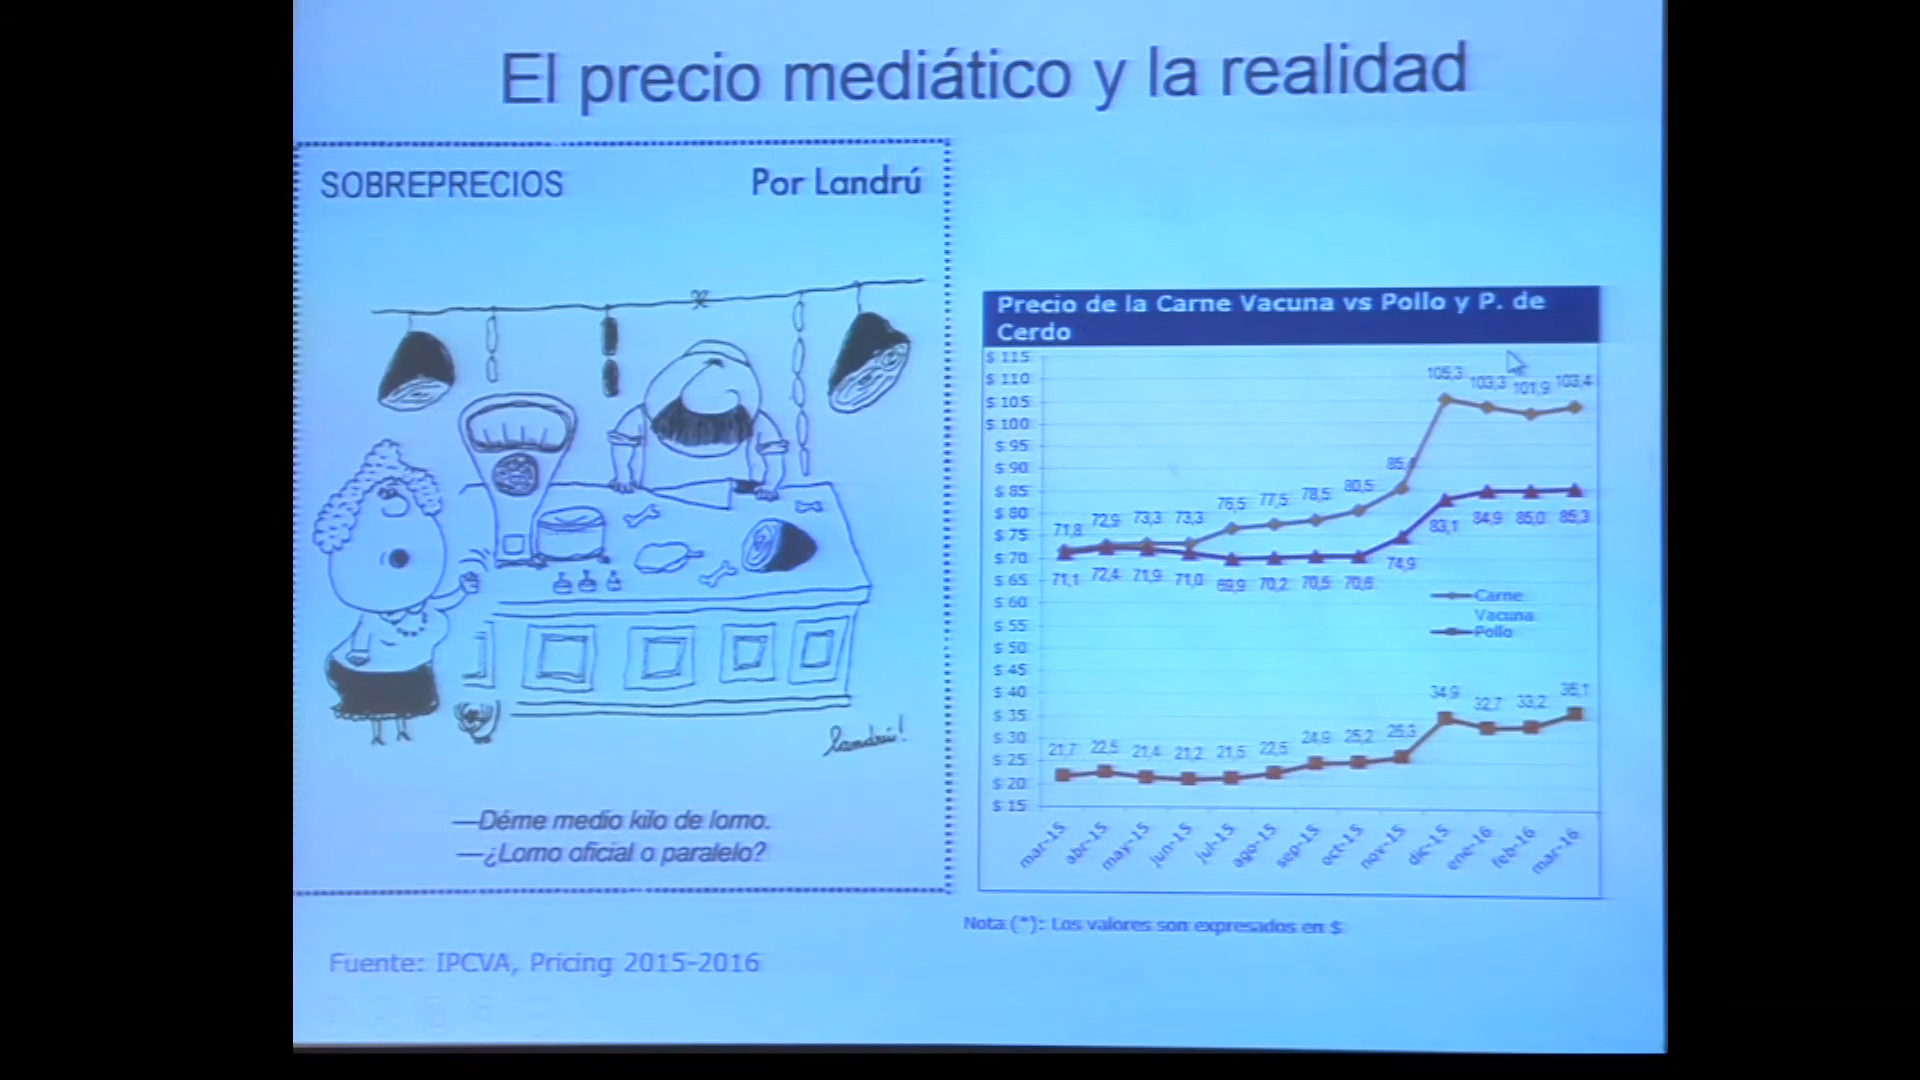 El precio mediático y la realidad
SOBREPRECIOS
Por Landrú
landrú!
—Déme medio kilo de lomo.
—¿Lomo oficial o paralelo?
Fuente: IPCVA, Pricing 2015-2016
Precio de la Carne Vacuna vs Pollo y P. de
Cerdo
$ 115
$ 110
$ 105
$ 100
$ 95
$ 90
$ 85
$ 80
$ 75
$ 70
$ 65
$ 60
$ 55
$ 50
$ 45
$ 40
$ 35
$ 30
$ 25
$ 20
$ 15
71,8 72,9 73,3 73,3 76,5 77,5 78,5 80,5 105,3 103,3 101,9 103,4
71,1 72,4 71,9 71,0 69,9 70,2 70,5 70,6 74,9 83,1 84,9 85,0 85,3
Carne
Vacuna
Pollo
21,7 22,5 21,4 21,2 21,5 22,5 24,9 25,2 26,3 34,9 32,7 33,2 36,1
mar-15 abr-15 may-15 jun-15 jul-15 ago-15 sep-15 oct-15 nov-15 dic-15 ene-16 feb-16 mar-16
Nota (*): Los valores son expresados en $